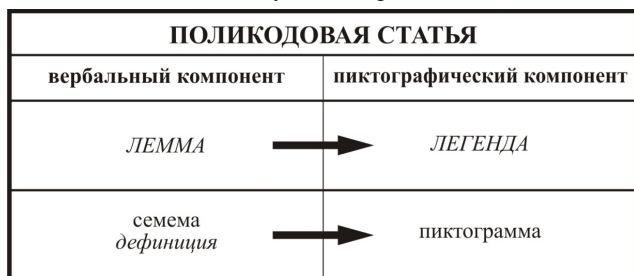 ПОЛИКОДОВАЯ СТАТЬЯ
вербальный компонент пиктографический компонент
ЛЕММА ЛЕГЕНДА
семема
дефиниция
пиктограмма